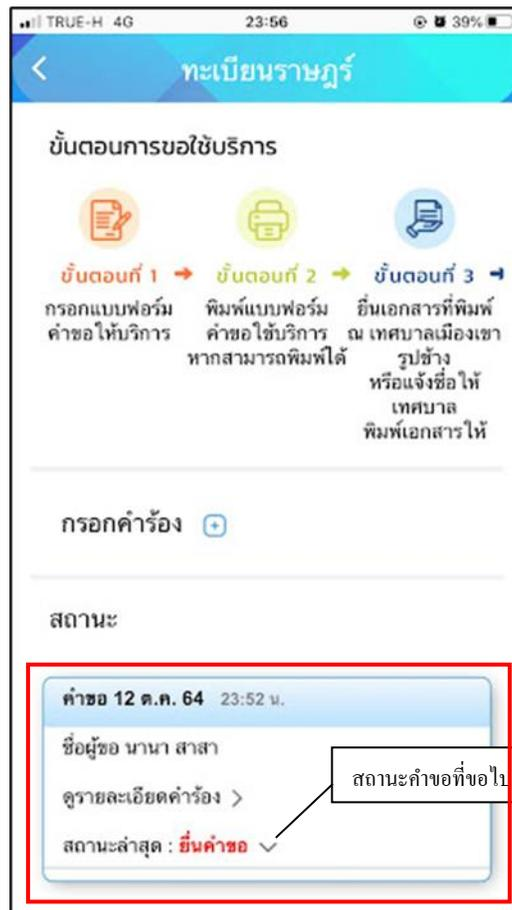 TRUE-H 4G 23:56 39%
ทะเบียนราษฎร์
ขั้นตอนการขอใช้บริการ
ขั้นตอนที่ 1
กรอกแบบฟอร์ม
คำขอให้บริการ
ขั้นตอนที่ 2
พิมพ์แบบฟอร์ม
คำขอใช้บริการ
หากสามารถพิมพ์ได้
ขั้นตอนที่ 3
ยื่นเอกสารที่พิมพ์
ณ เทศบาลเมืองเขา
รูปช้าง
หรือแจ้งชื่อให้
เทศบาล
พิมพ์เอกสารให้
กรอกคำร้อง
สถานะ
คำขอ 12 ต.ค. 64 23:52 น.
ชื่อผู้ขอ นานา สาสา
ดูรายละเอียดคำร้อง
สถานะคำขอที่ขอไป
สถานะล่าสุด : ยื่นคำขอ